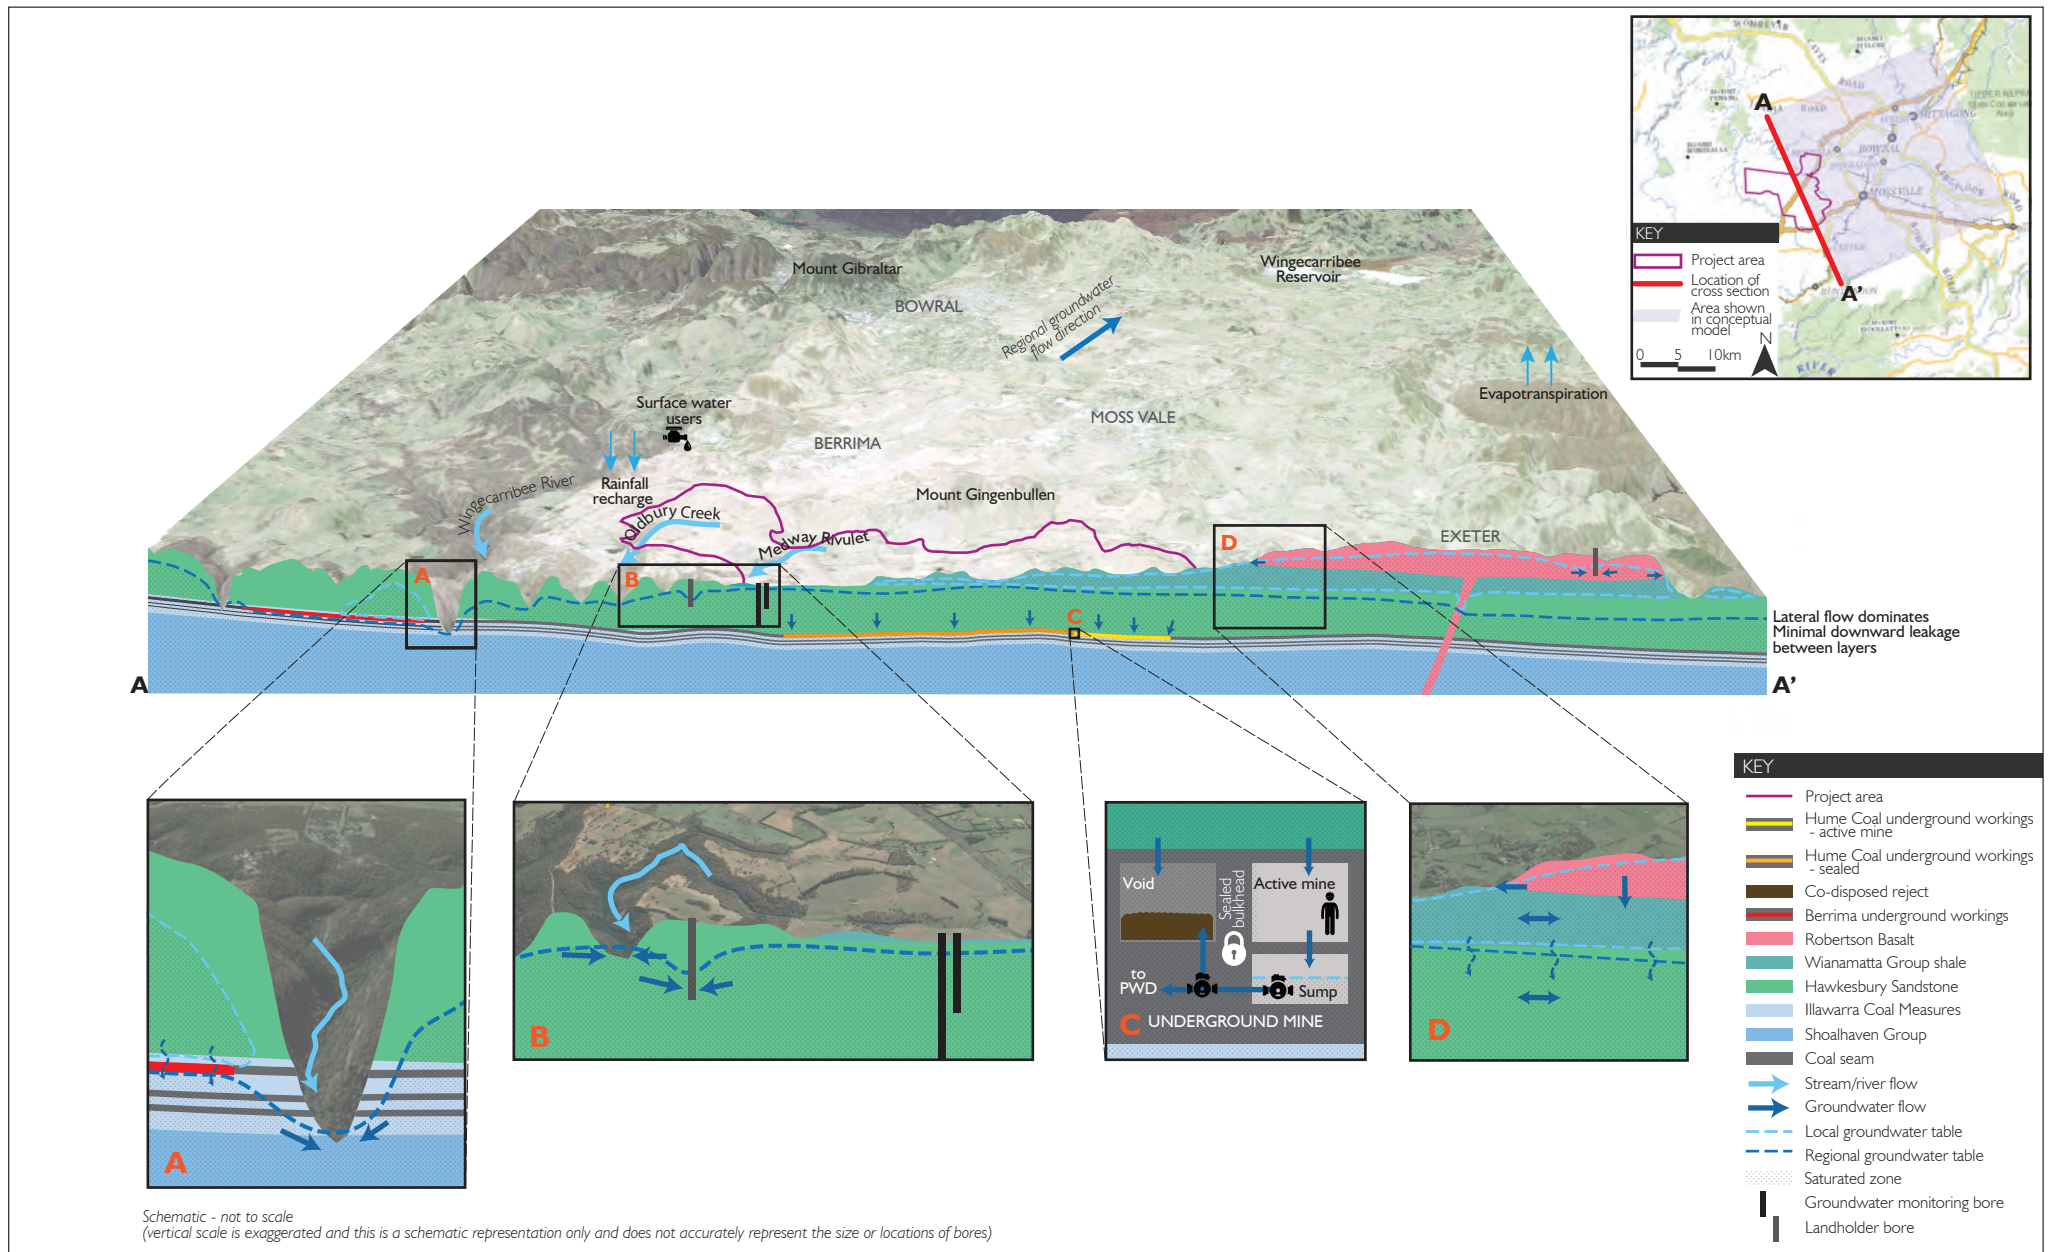 A
A'
MITTAGONG
BOWRAL
MOSS VALE
ROAD
ROAD
RIVER
KEY
Project area
Location of
cross section
Area shown
in conceptual
model
N
0 5 10km
Mount Gibraltar
Wingecarribee
Reservoir
BOWRAL
Regional groundwater
flow direction
Evapotranspiration
Surface water
users
MOSS VALE
BERRIMA
Wingecarribee River
Rainfall
recharge
Mount Gingenbullen
Oldbury Creek
Medway Rivulet
EXETER
A
B
C
D
Lateral flow dominates
Minimal downward leakage
between layers
A
A'
Void
Sealed
bulkhead
Active mine
to
PWD
Sump
C UNDERGROUND MINE
A
B
D
KEY
Project area
Hume Coal underground workings
- active mine
Hume Coal underground workings
- sealed
Co-disposed reject
Berrima underground workings
Robertson Basalt
Wianamatta Group shale
Hawkesbury Sandstone
Illawarra Coal Measures
Shoalhaven Group
Coal seam
Stream/river flow
Groundwater flow
Local groundwater table
Regional groundwater table
Saturated zone
Groundwater monitoring bore
Landholder bore
Schematic - not to scale
(vertical scale is exaggerated and this is a schematic representation only and does not accurately represent the size or locations of bores)